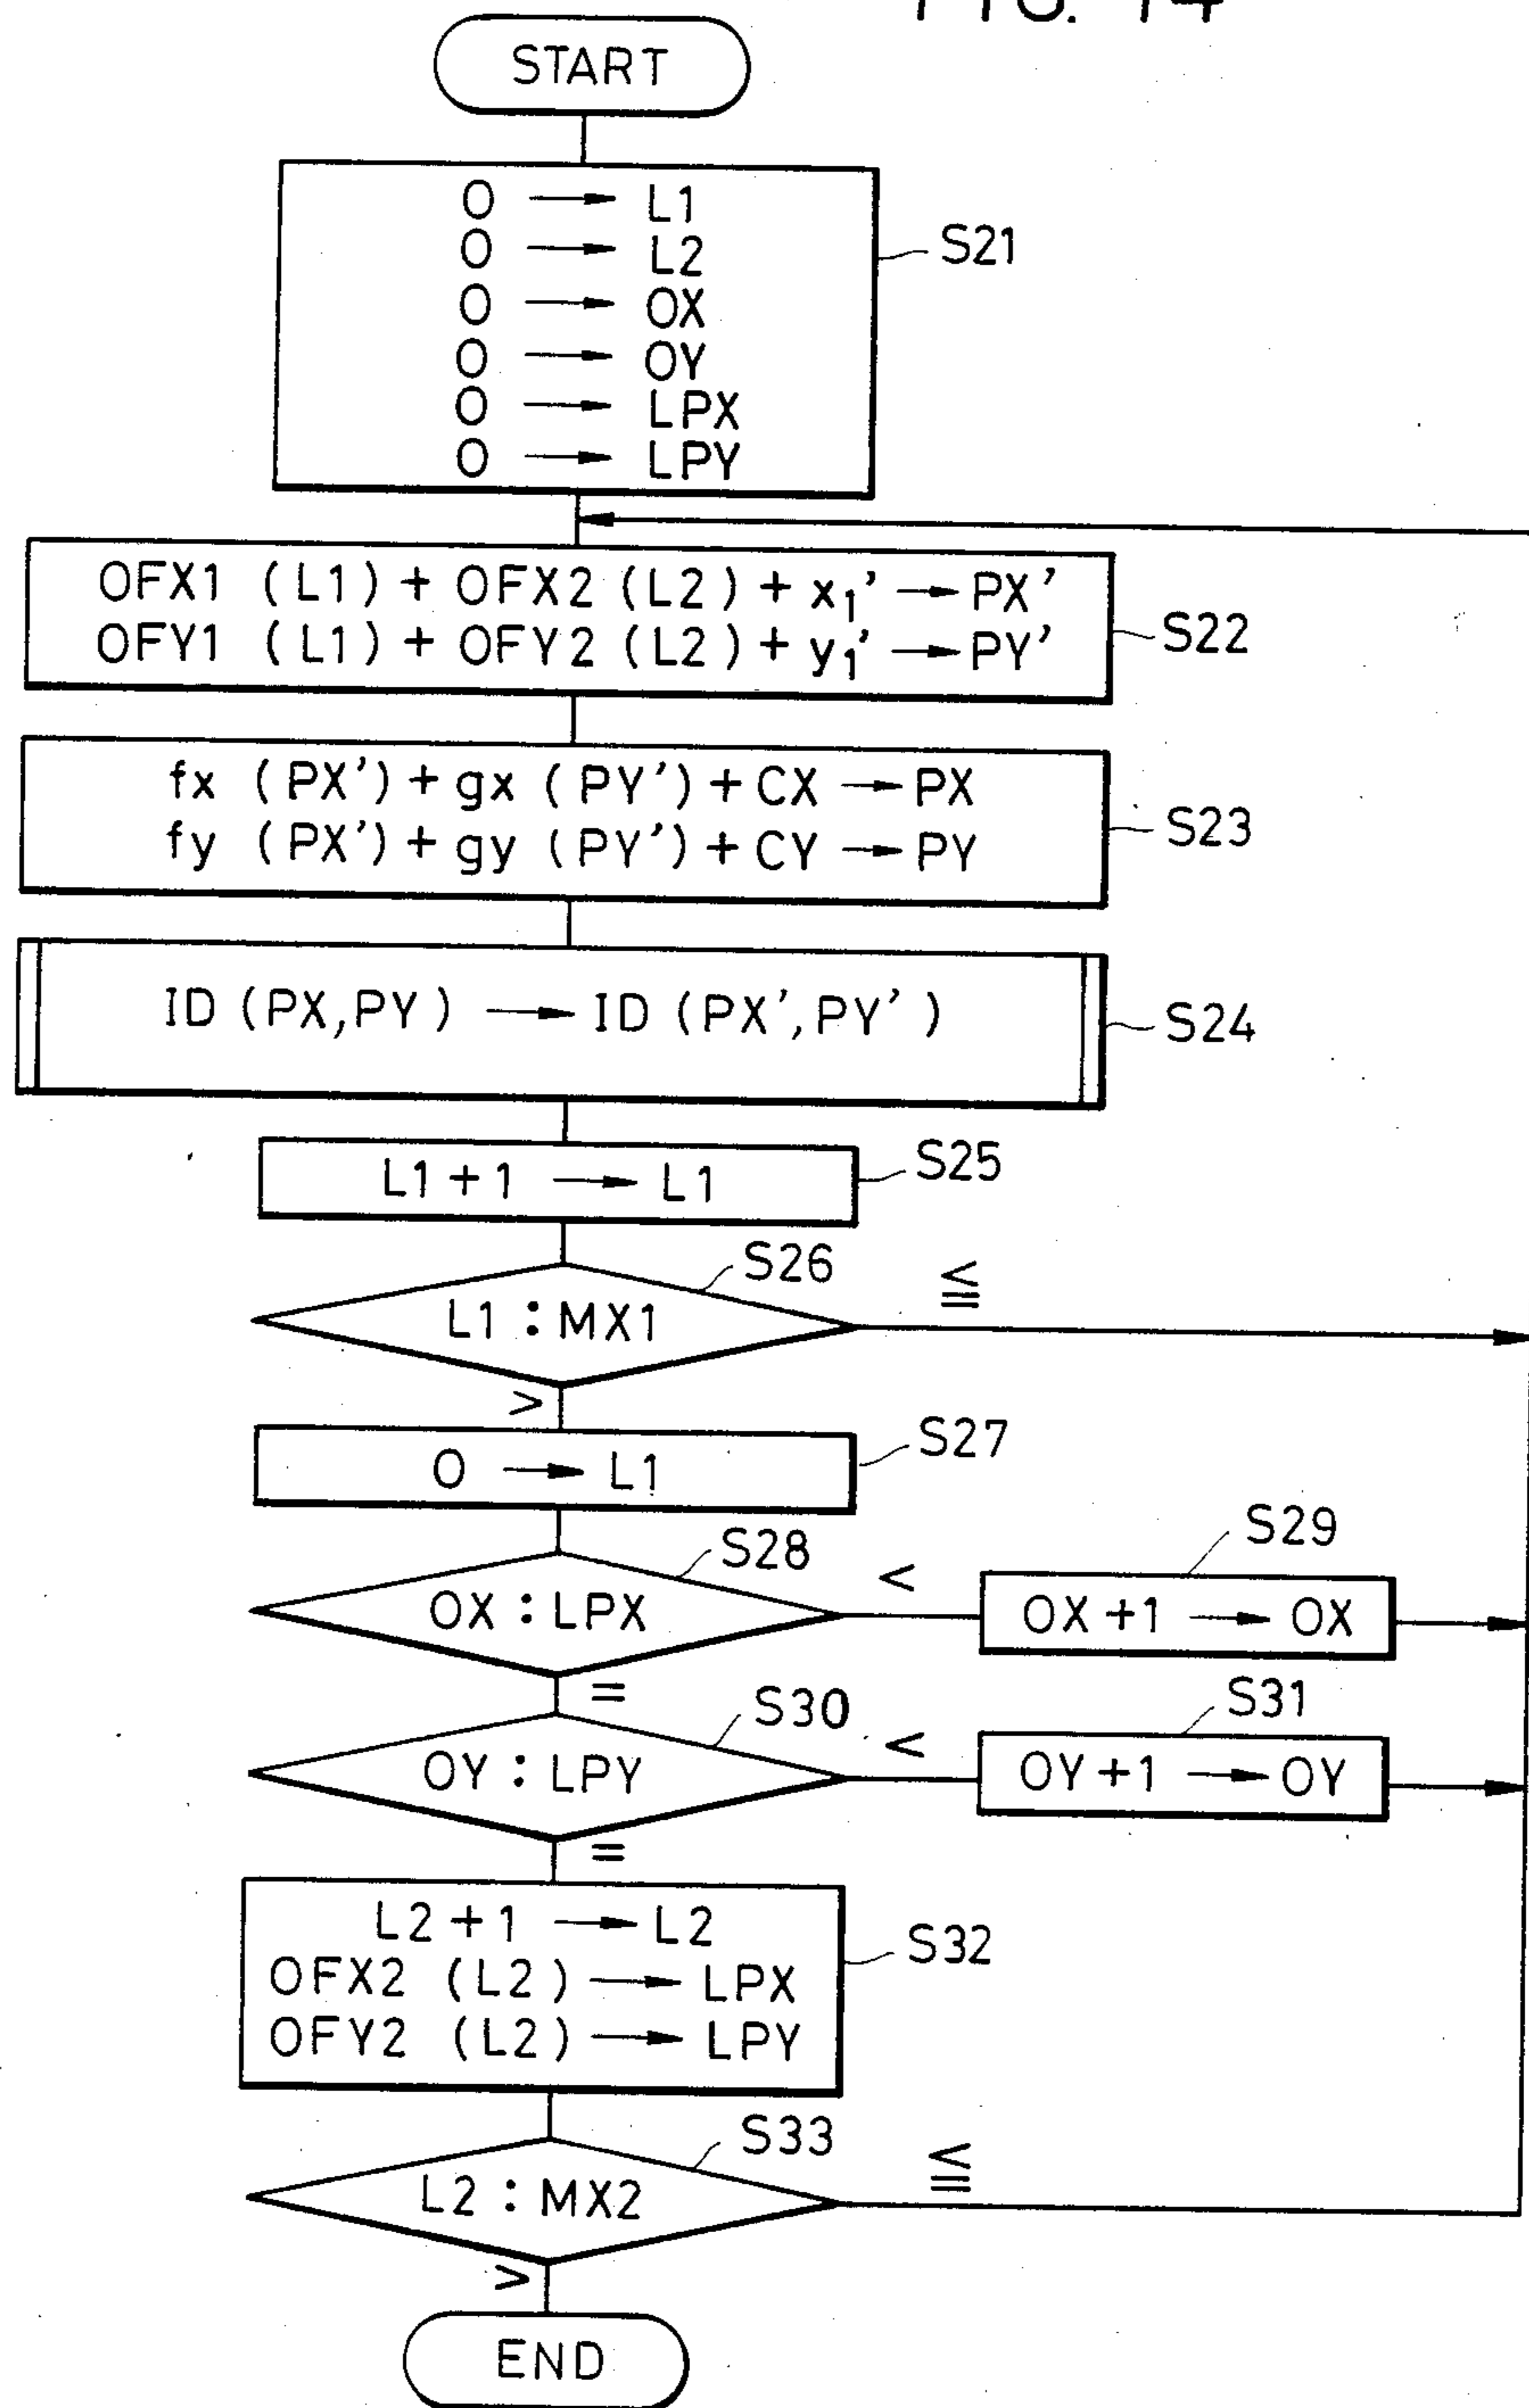 FIG. 14
START
0 → L1
0 → L2
0 → OX
0 → OY
0 → LPX
0 → LPY
S21
OFX1 (L1) + OFX2 (L2) + x₁' → PX'
OFY1 (L1) + OFY2 (L2) + y₁' → PY'
S22
fx (PX') + gx (PY') + CX → PX
fy (PX') + gy (PY') + CY → PY
S23
ID (PX,PY) → ID (PX',PY')
S24
L1+1 → L1
S25
S26
L1 : MX1
≦
>
0 → L1
S27
S28
OX : LPX
<
S29
OX+1 → OX
=
S30
OY : LPY
<
S31
OY+1 → OY
=
L2+1 → L2
OFX2 (L2) → LPX
OFY2 (L2) → LPY
S32
S33
L2 : MX2
≦
>
END